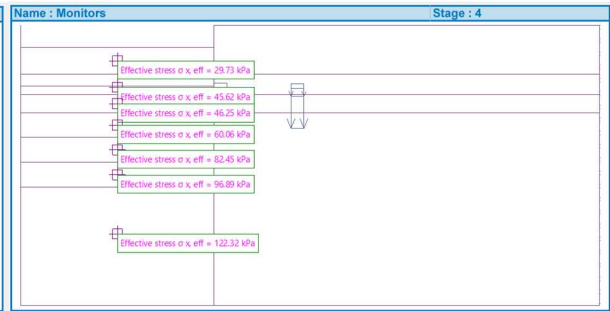 Name : Monitors
Stage : 4
Effective stress σ x, eff = 29.73 kPa
Effective stress σ x, eff = 45.62 kPa
Effective stress σ x, eff = 46.25 kPa
Effective stress σ x, eff = 60.06 kPa
Effective stress σ x, eff = 82.45 kPa
Effective stress σ x, eff = 96.89 kPa
Effective stress σ x, eff = 122.32 kPa